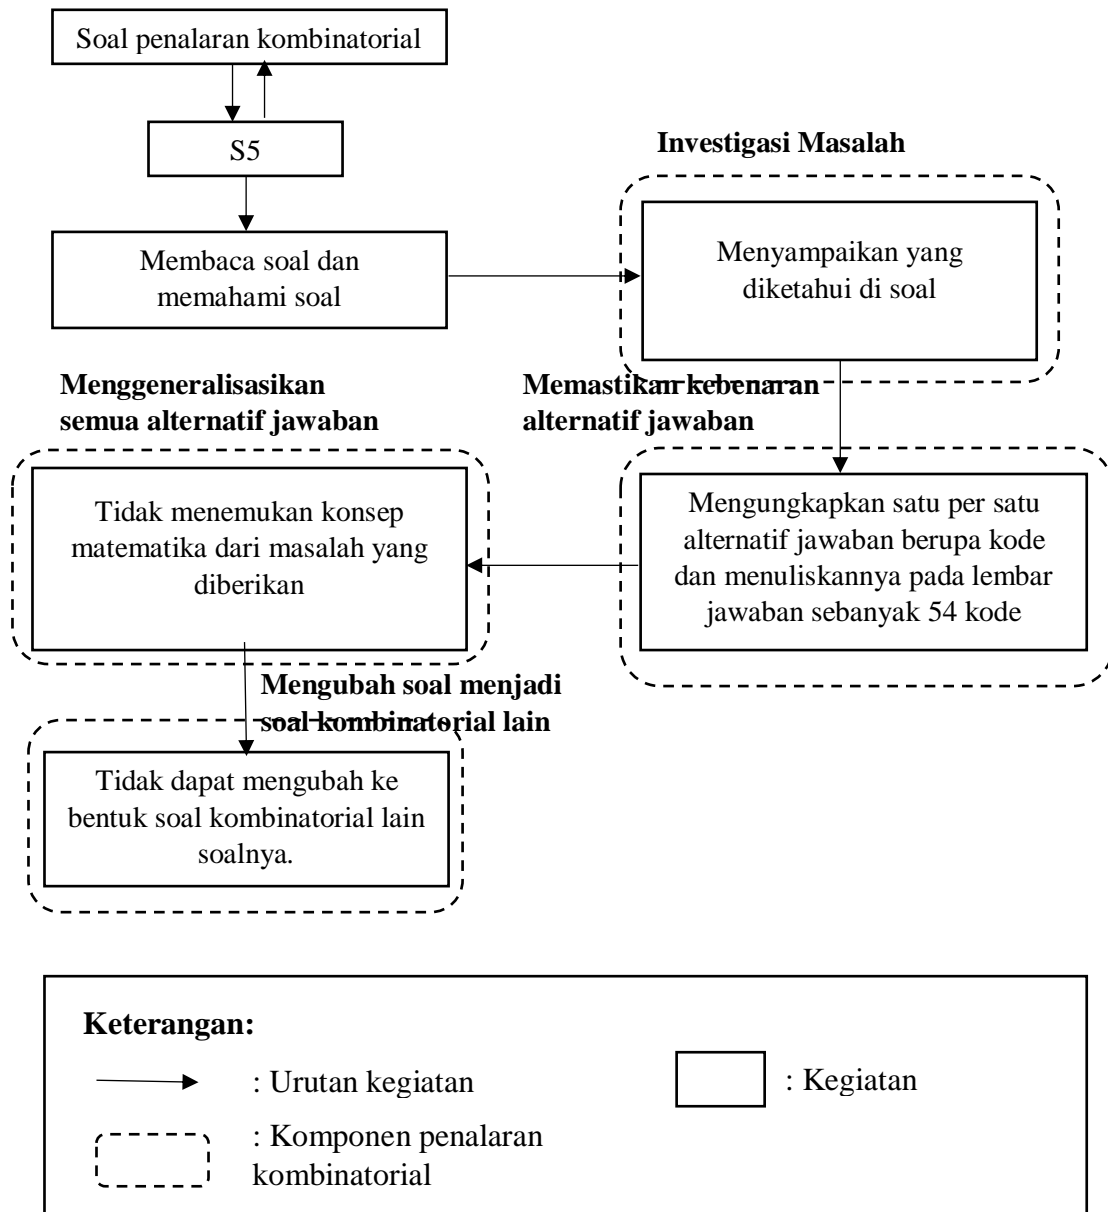 Soal penalaran kombinatorial
S5
Membaca soal dan
memahami soal
Investigasi Masalah
Menyampaikan yang
diketahui di soal
Memastikan kebenaran
alternatif jawaban
Mengungkapkan satu per satu
alternatif jawaban berupa kode
dan menuliskannya pada lembar
jawaban sebanyak 54 kode
Menggeneralisasikan
semua alternatif jawaban
Tidak menemukan konsep
matematika dari masalah yang
diberikan
Mengubah soal menjadi
soal kombinatorial lain
Tidak dapat mengubah ke
bentuk soal kombinatorial lain
soalnya.
Keterangan:
: Urutan kegiatan
: Kegiatan
: Komponen penalaran
kombinatorial